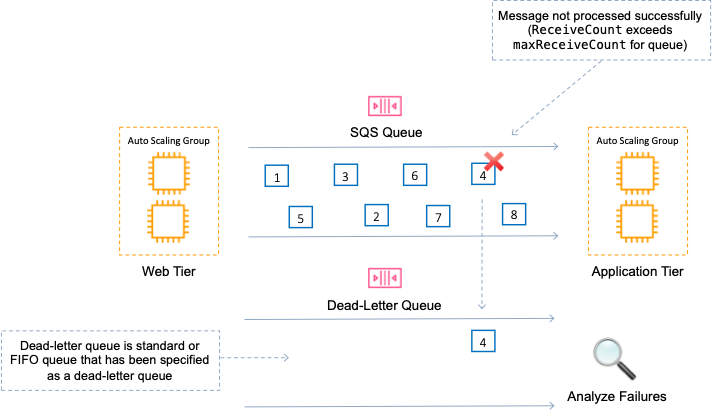 Message not processed successfully
(ReceiveCount exceeds
maxReceiveCount for queue)
SQS Queue
Auto Scaling Group
Auto Scaling Group
1
3
6
4
5
2
7
8
Web Tier
Application Tier
Dead-Letter Queue
4
Dead-letter queue is standard or
FIFO queue that has been specified
as a dead-letter queue
Analyze Failures